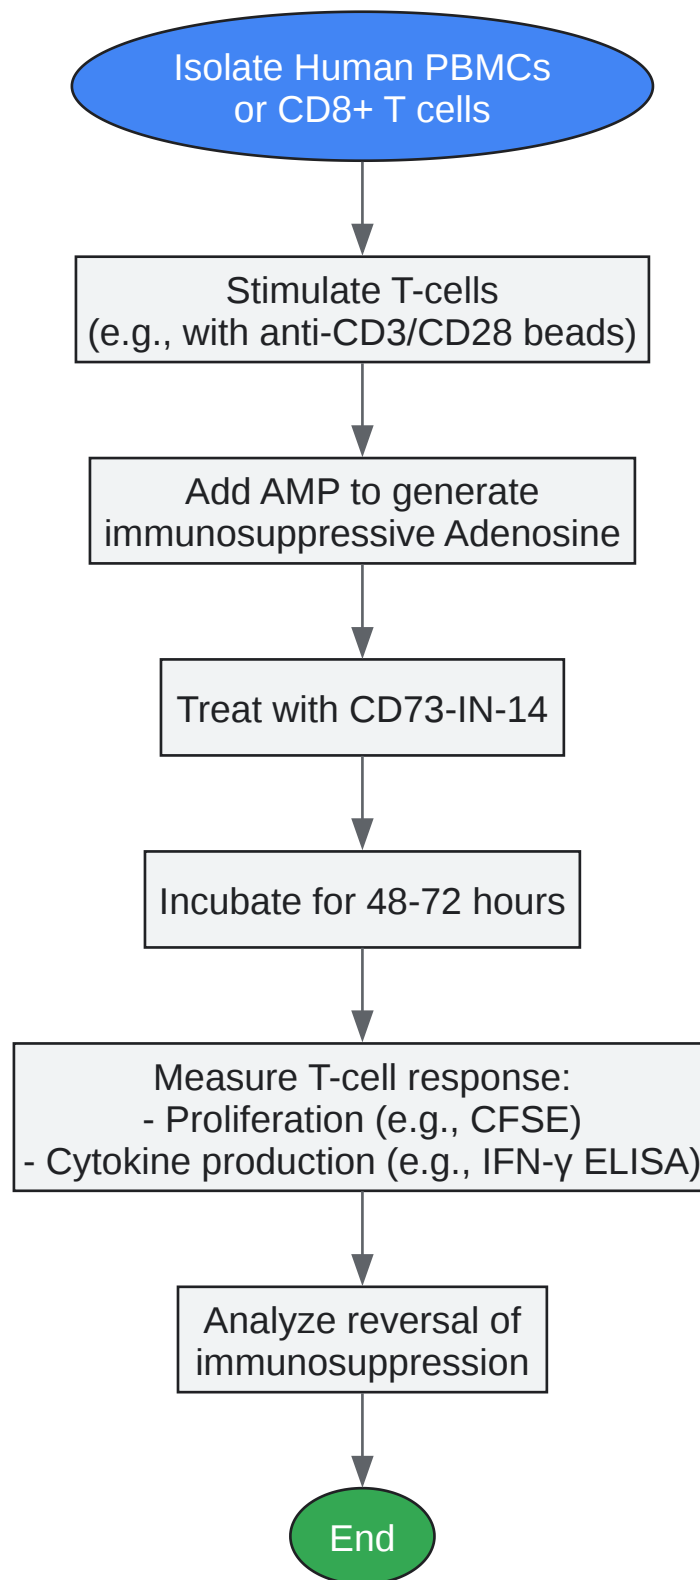 Isolate Human PBMCs
or CD8+ T cells
Stimulate T-cells
(e.g., with anti-CD3/CD28 beads)
Add AMP to generate
immunosuppressive Adenosine
Treat with CD73-IN-14
Incubate for 48-72 hours
Measure T-cell response:
- Proliferation (e.g., CFSE)
- Cytokine production (e.g., IFN-γ ELISA)
Analyze reversal of
immunosuppression
End